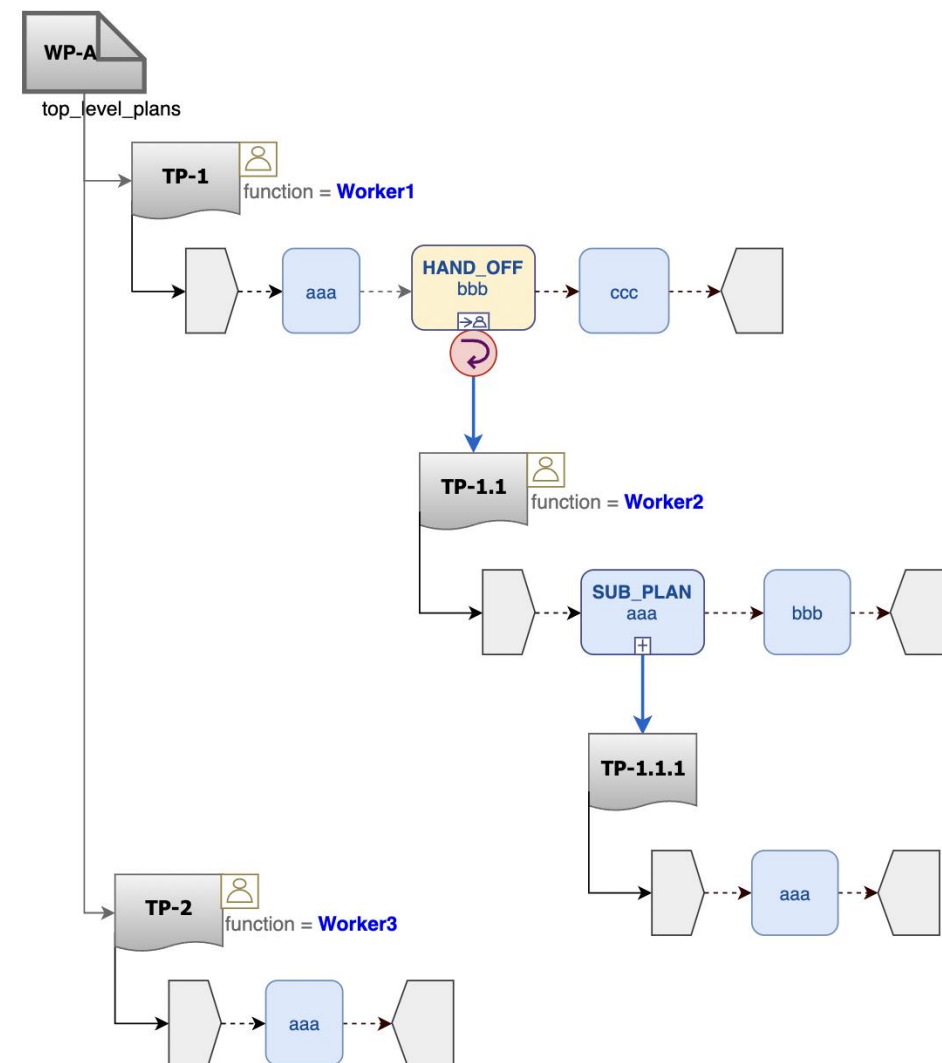 WP-A
top_level_plans
TP-1
function = Worker1
aaa
HAND_OFF
bbb
ccc
TP-1.1
function = Worker2
SUB_PLAN
aaa
bbb
TP-1.1.1
aaa
TP-2
function = Worker3
aaa